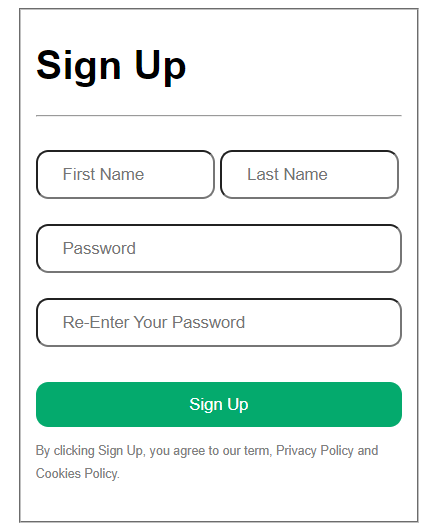 Sign Up
First Name Last Name
Password
Re-Enter Your Password
Sign Up
By clicking Sign Up, you agree to our term, Privacy Policy and
Cookies Policy.